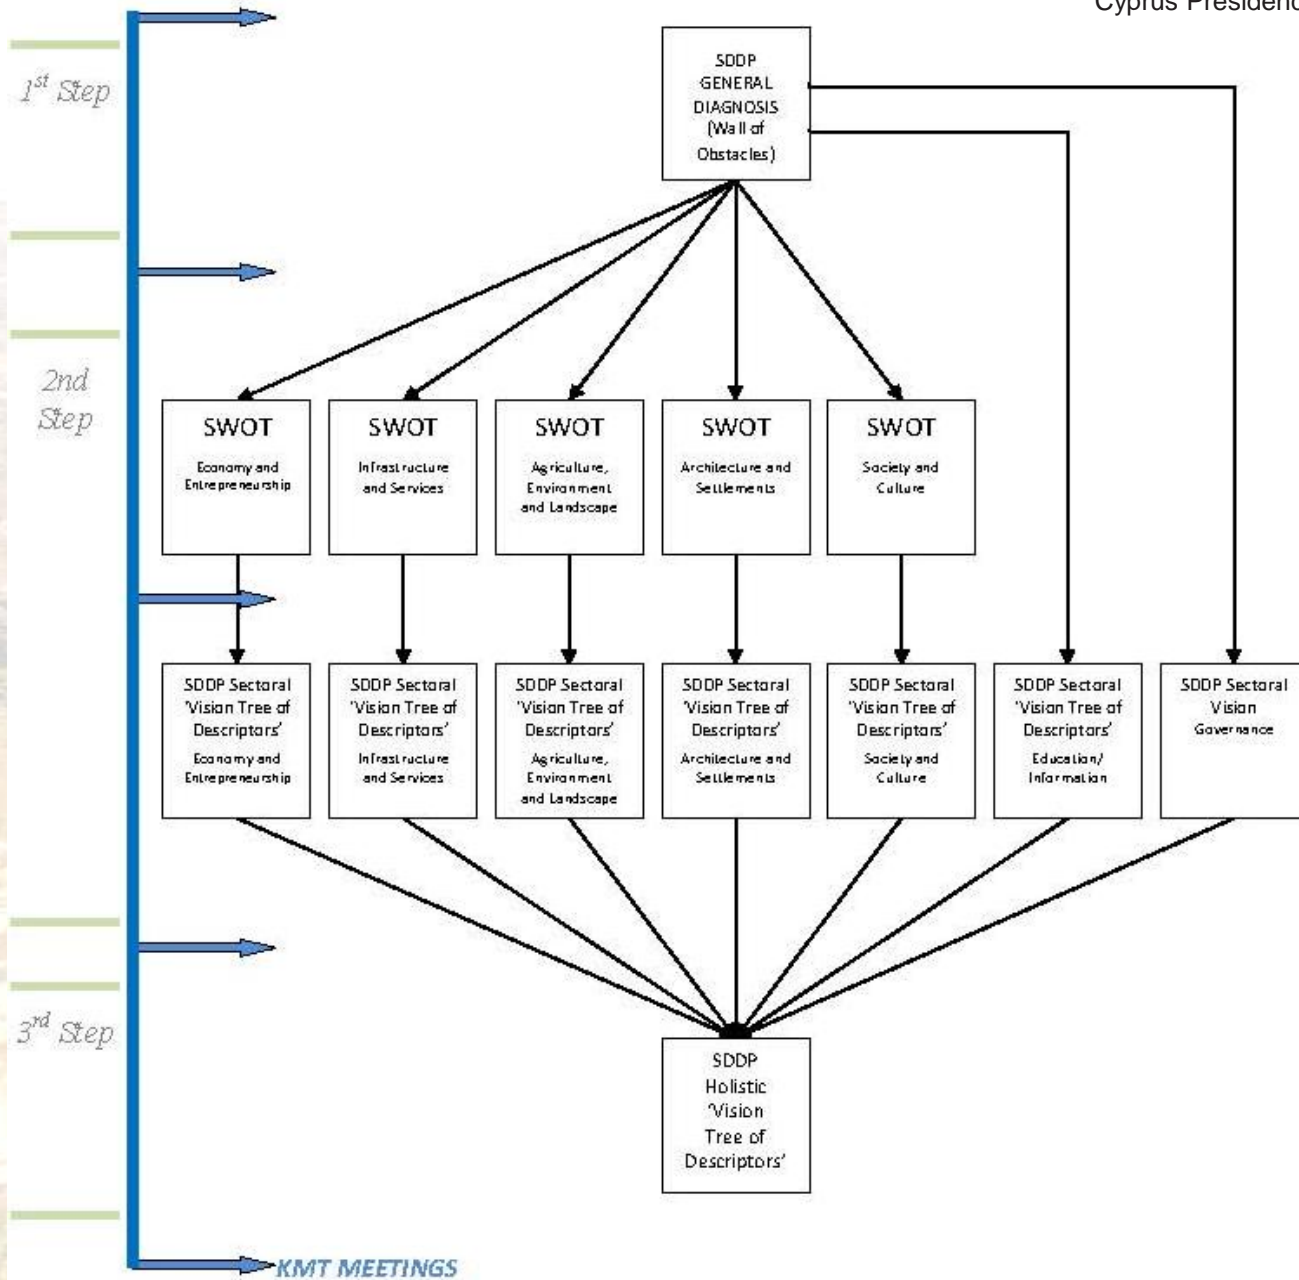 Cyprus Presidenc
1st Step
SDDP
GENERAL
DIAGNOSIS
(Wall of
Obstacles)
2nd
Step
SWOT
Economy and
Entrepreneurship
SWOT
Infrastructure
and Services
SWOT
Agriculture,
Environment
and Landscape
SWOT
Architecture and
Settlements
SWOT
Society and
Culture
SDDP Sectoral
'Vision Tree of
Descriptors'
Economy and
Entrepreneurship
SDDP Sectoral
'Vision Tree of
Descriptors'
Infrastructure
and Services
SDDP Sectoral
'Vision Tree of
Descriptors'
Agriculture,
Environment
and Landscape
SDDP Sectoral
'Vision Tree of
Descriptors'
Architecture and
Settlements
SDDP Sectoral
'Vision Tree of
Descriptors'
Society and
Culture
SDDP Sectoral
'Vision Tree of
Descriptors'
Education/
Information
SDDP Sectoral
Vision
Governance
3rd Step
SDDP
Holistic
'Vision
Tree of
Descriptors'
KMT MEETINGS